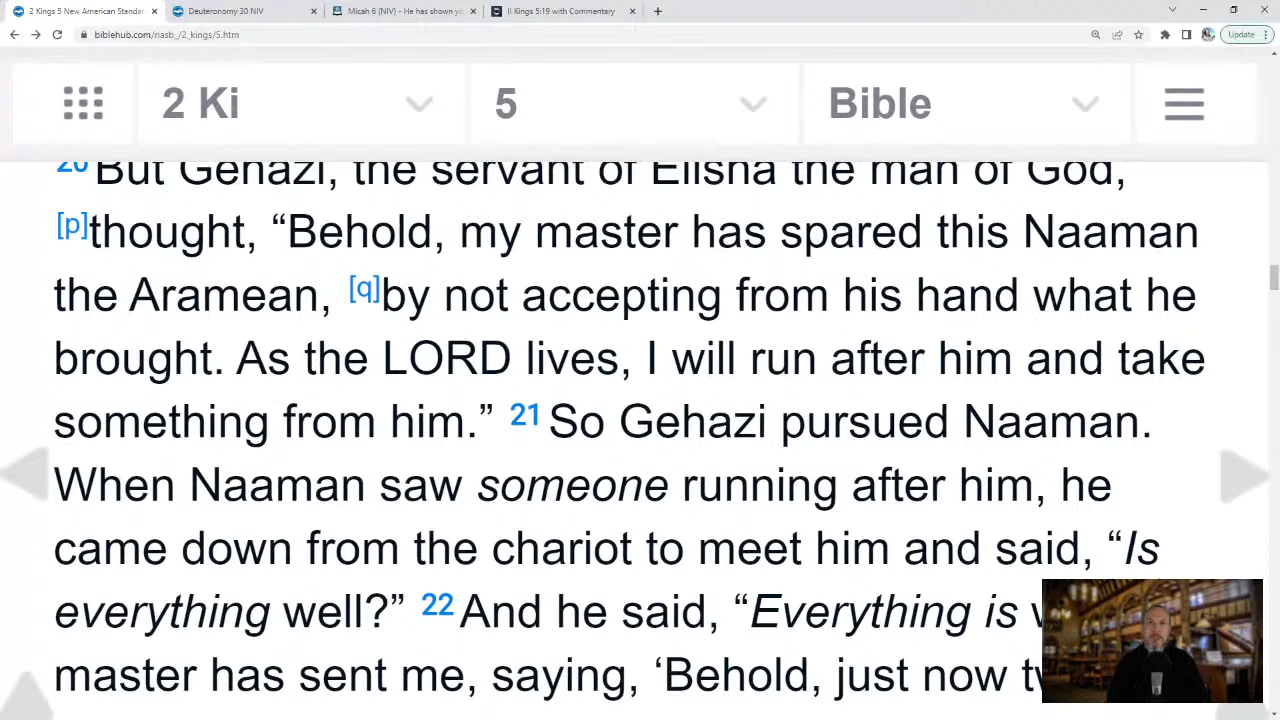 2 Kings 5 New American Standar
Deuteronomy 30 NIV
Micah 6 (NIV) - He has shown yo
II Kings 5:19 with Commentary
biblehub.com/nasb_/2_kings/5.htm
Update
2 Ki
5
Bible
20 But Gehazi, the servant of Elisha the man of God,
[p]thought, “Behold, my master has spared this Naaman
the Aramean, [q]by not accepting from his hand what he
brought. As the LORD lives, I will run after him and take
something from him.” 21 So Gehazi pursued Naaman.
When Naaman saw someone running after him, he
came down from the chariot to meet him and said, “Is
everything well?” 22 And he said, “Everything is
master has sent me, saying, ‘Behold, just now